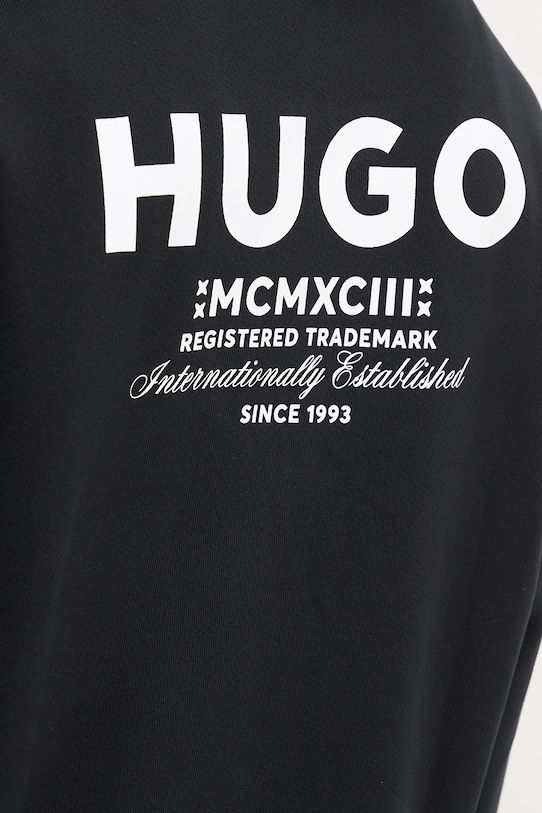 HUGO
MCMXCIII
REGISTERED TRADEMARK
Internationally Established
SINCE 1993